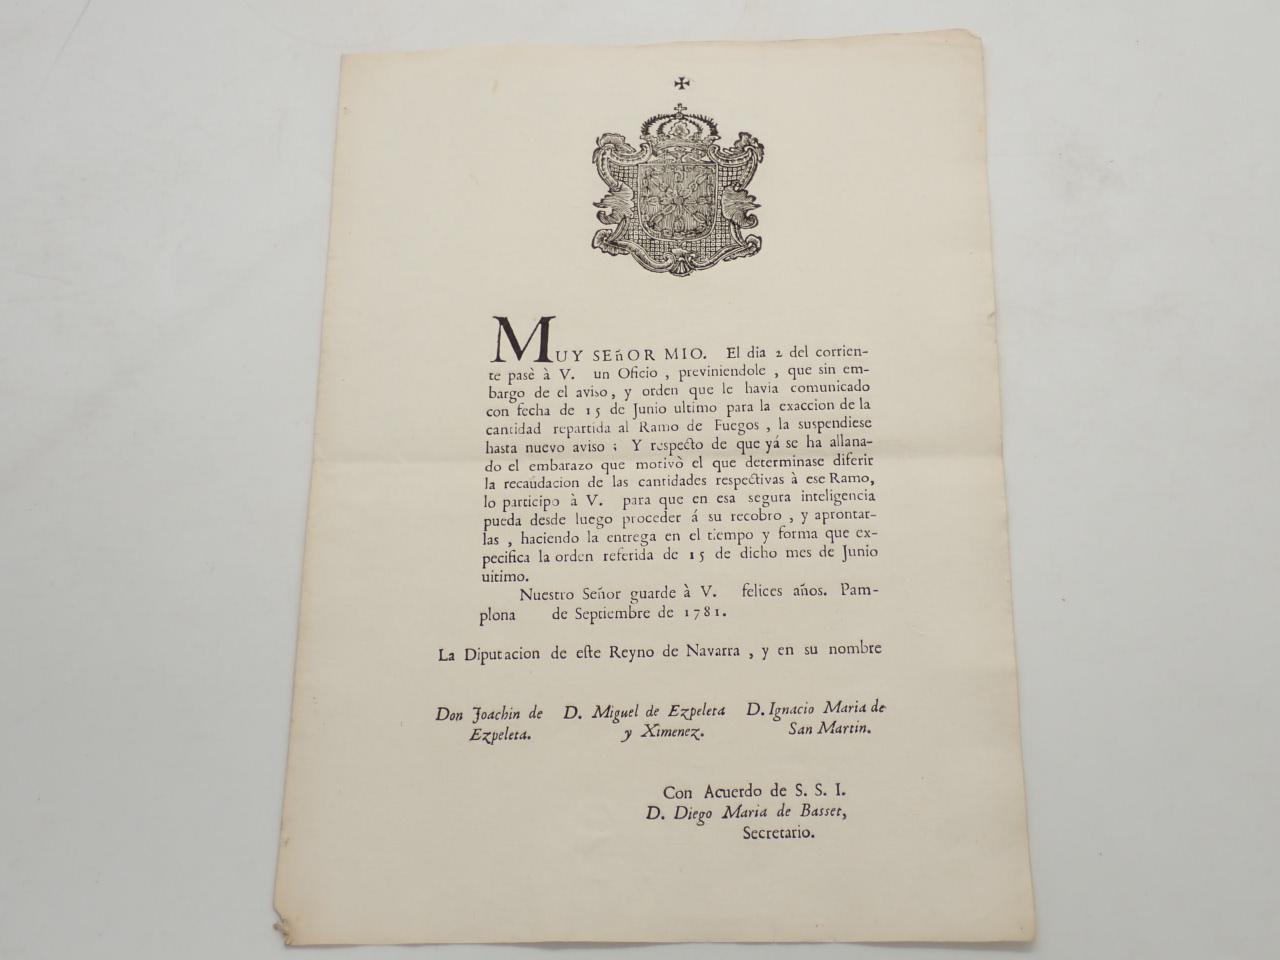 MUY SEñOR MIO. El dia 2 del corrien-
te pasè à V. un Oficio , previniendole , que sin em-
bargo de el aviso, y orden que le havia comunicado
con fecha de 15 de Junio ultimo para la exaccion de la
cantidad repartida al Ramo de Fuegos , la suspendiese
hasta nuevo aviso ; Y respecto de que yá se ha allana-
do el embarazo que motivò el que determinase diferir
la recaudacion de las cantidades respectivas à ese Ramo,
lo participo à V. para que en esa segura inteligencia
pueda desde luego proceder á su recobro , y aprontar-
las , haciendo la entrega en el tiempo y forma que ex-
pecifica la orden referida de 15 de dicho mes de Junio
uitimo.
Nuestro Señor guarde à V. felices años. Pam-
plona de Septiembre de 1781.
La Diputacion de este Reyno de Navarra , y en su nombre
Don Joachin de D. Miguel de Ezpeleta D. Ignacio Maria de
Ezpeleta. y Ximenez. San Martin.
Con Acuerdo de S. S. I.
D. Diego Maria de Basset,
Secretario.